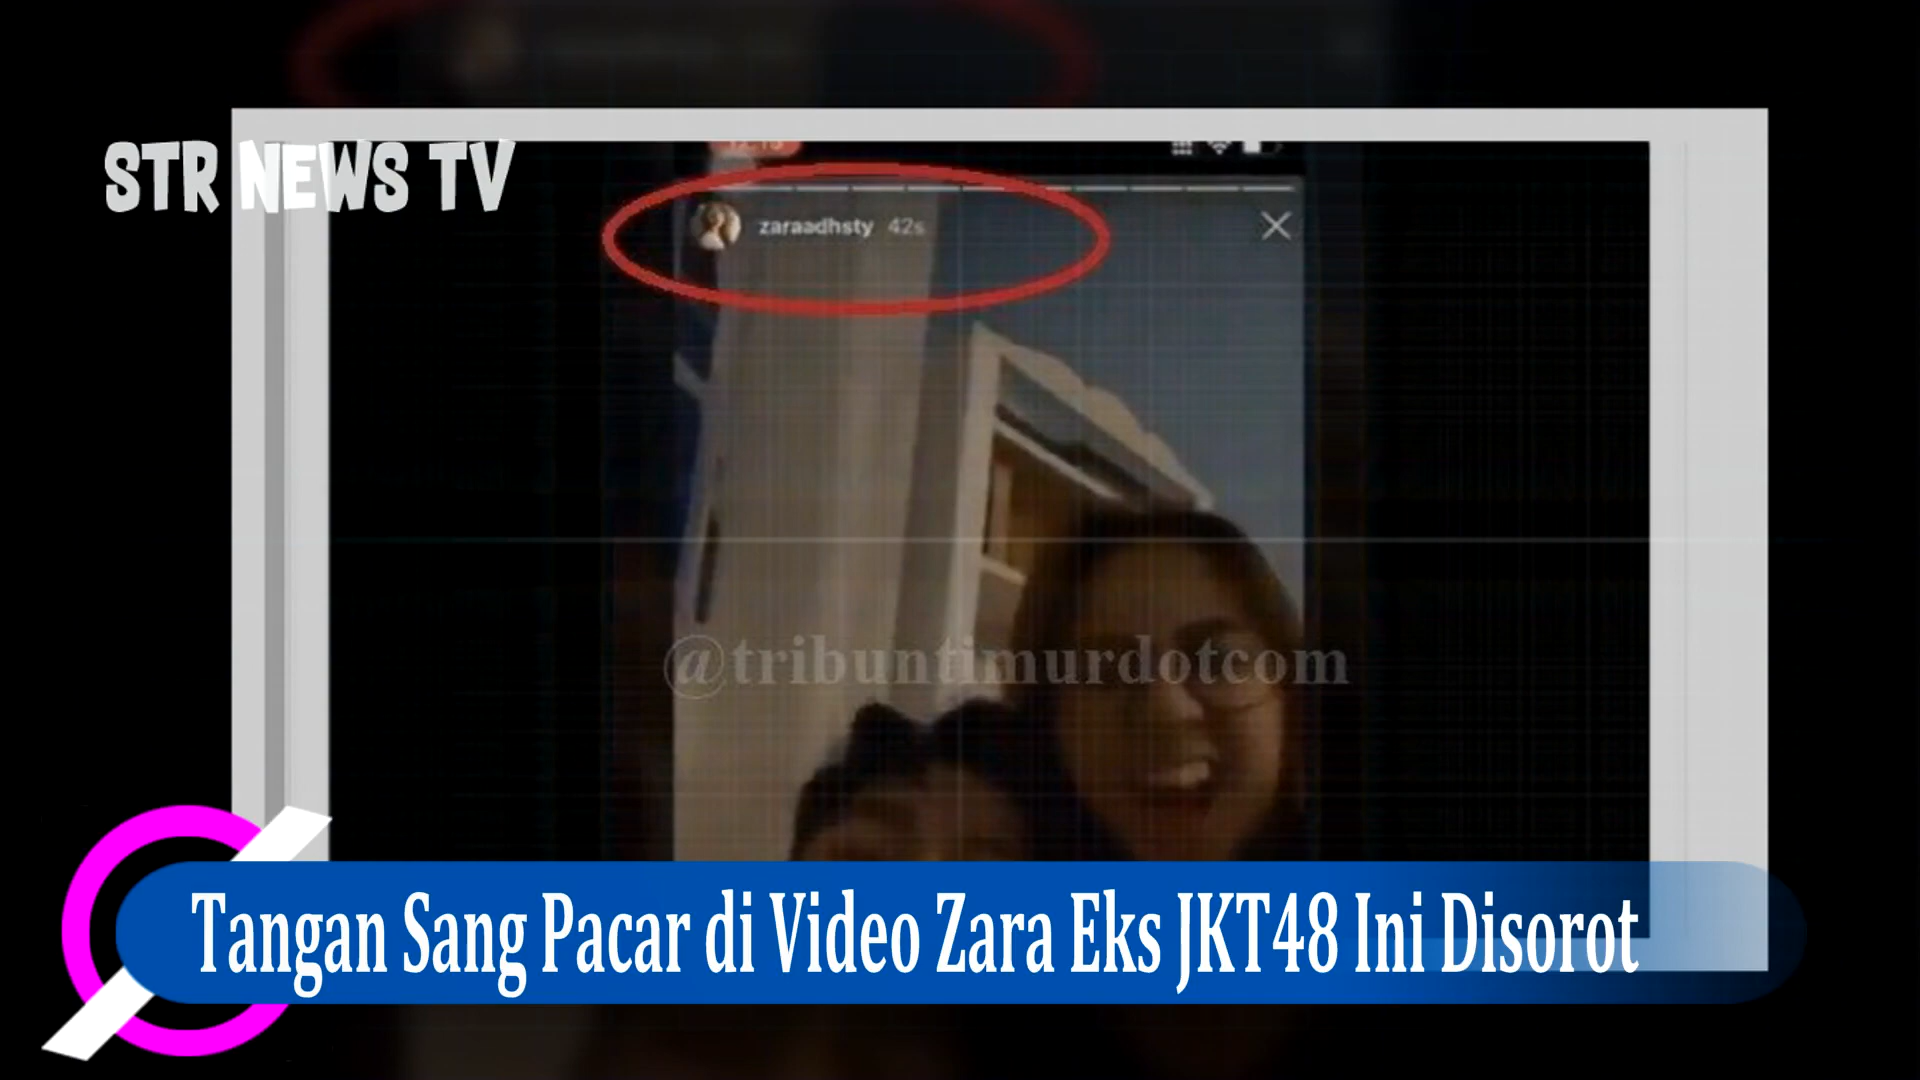 STR NEWS TV
zaraadhsty 42s
@tribuntimurdotcom
Tangan Sang Pacar di Video Zara Eks JKT48 Ini Disorot